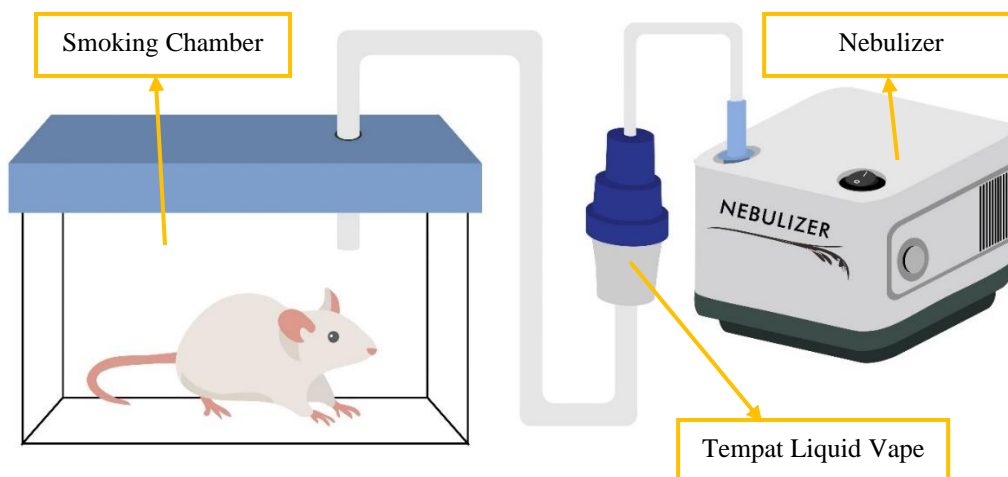 Smoking Chamber
Nebulizer
NEBULIZER
Tempat Liquid Vape